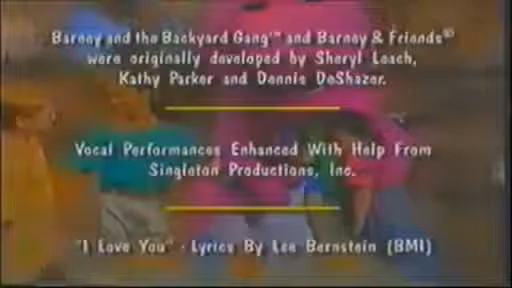 Barney and the Backyard Gang™ and Barney & Friends©
were originally developed by Sheryl Leach,
Kathy Parker and Dennis DeShazer.
Vocal Performances Enhanced With Help From
Singleton Productions, Inc.
"I Love You" - Lyrics By Lee Bernstein (BMI)